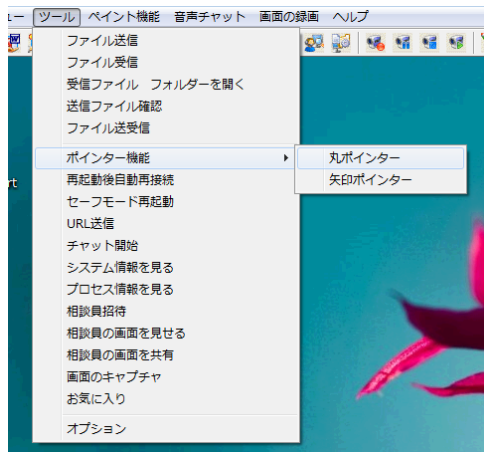 ュー ツール ペイント機能 音声チャット 画面の録画 ヘルプ
ファイル送信
ファイル受信
受信ファイル フォルダーを開く
送信ファイル確認
ファイル送受信
ポインター機能 丸ポインター
再起動後自動再接続 矢印ポインター
セーフモード再起動
URL送信
チャット開始
システム情報を見る
プロセス情報を見る
相談員招待
相談員の画面を見せる
相談員の画面を共有
画面のキャプチャ
お気に入り
オプション
rt